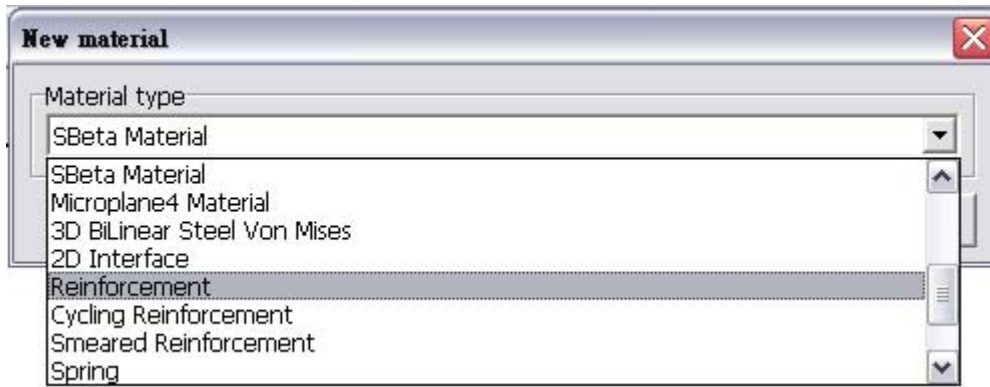 New material
Material type
SBeta Material
SBeta Material
Microplane4 Material
3D BiLinear Steel Von Mises
2D Interface
Reinforcement
Cycling Reinforcement
Smeared Reinforcement
Spring